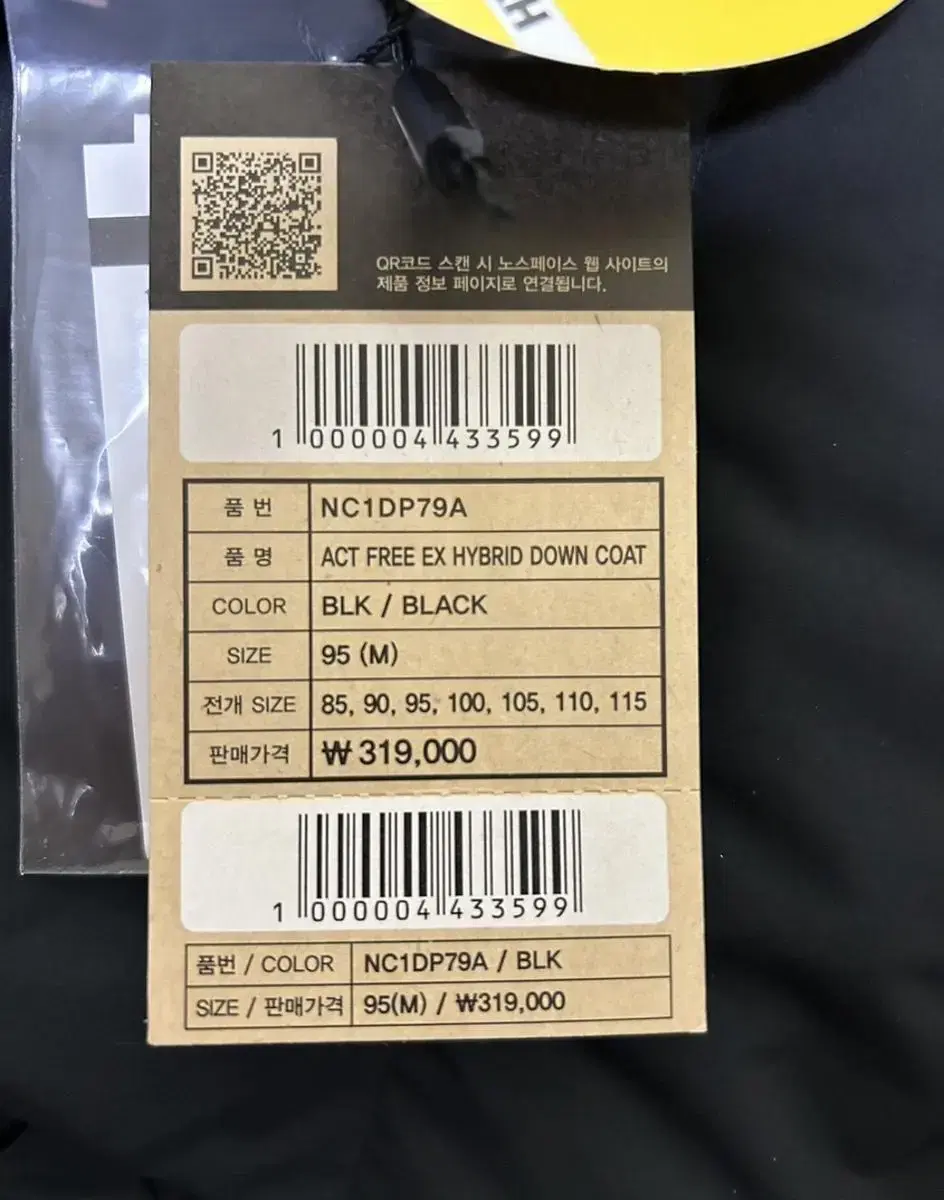 QR코드 스캔 시 노스페이스 웹 사이트의
제품 정보 페이지로 연결됩니다.
1 000004 433599
품 번 NC1DP79A
품 명 ACT FREE EX HYBRID DOWN COAT
COLOR BLK / BLACK
SIZE 95 (M)
전개 SIZE 85, 90, 95, 100, 105, 110, 115
판매가격 ₩ 319,000
1 000004 433599
품번 / COLOR NC1DP79A / BLK
SIZE / 판매가격 95(M) / ₩319,000